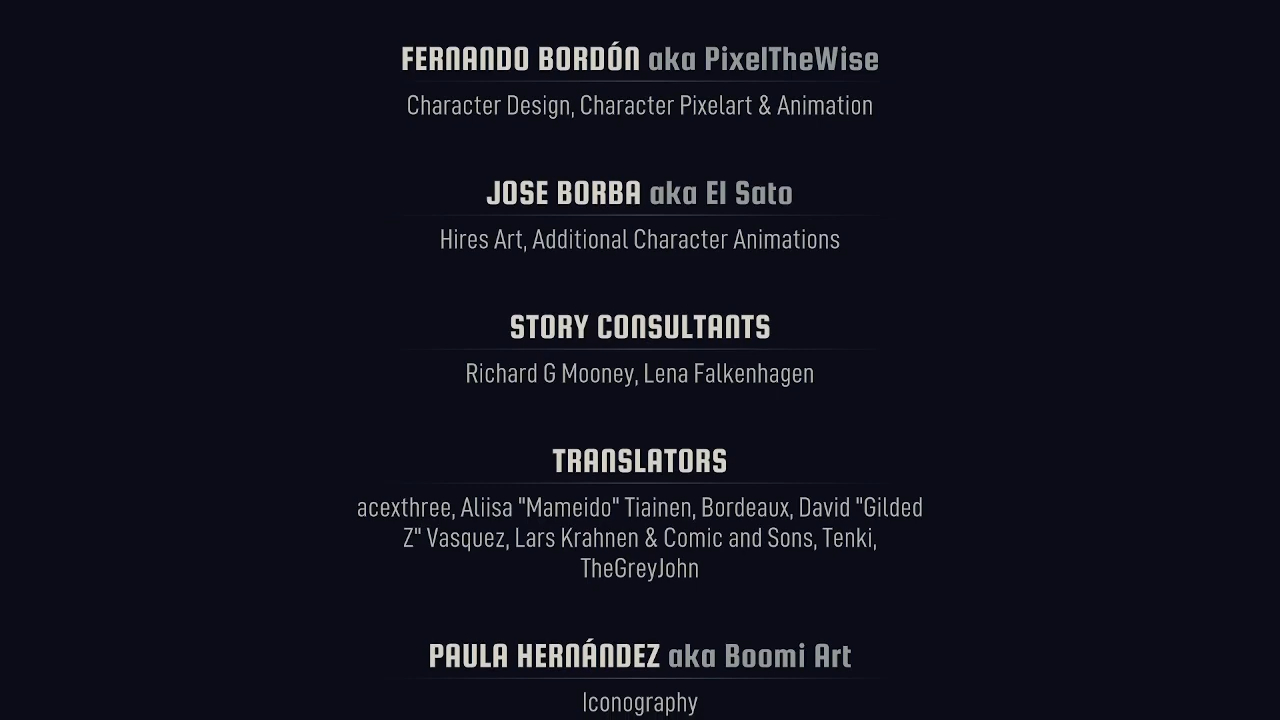 FERNANDO BORDÓN aka PixelTheWise
Character Design, Character Pixelart & Animation
JOSE BORBA aka El Sato
Hires Art, Additional Character Animations
STORY CONSULTANTS
Richard G Mooney, Lena Falkenhagen
TRANSLATORS
acexthree, Aliisa "Mameido" Tiainen, Bordeaux, David "Gilded
Z" Vasquez, Lars Krahnen & Comic and Sons, Tenki,
TheGreyJohn
PAULA HERNÁNDEZ aka Boomi Art
Iconography